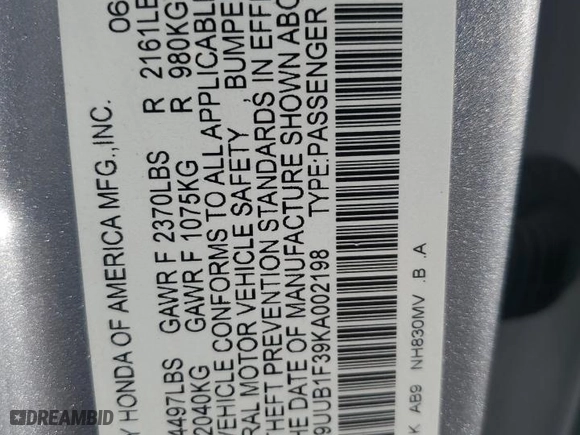 Y HONDA OF AMERICA MFG.,INC. 06
4497LBS GAWR F 2370LBS R 2161LB
2040KG GAWR F 1075KG R 980KG
VEHICLE CONFORMS TO ALL APPLICABLE
RAL MOTOR VEHICLE SAFETY , BUMPE
THEFT PREVENTION STANDARDS IN EFF
THE DATE OF MANUFACTURE SHOWN ABO
9UUB1F39KA002198 TYPE:PASSENGER
K AB9 NH830MV .B .A
DREAMBID.COM